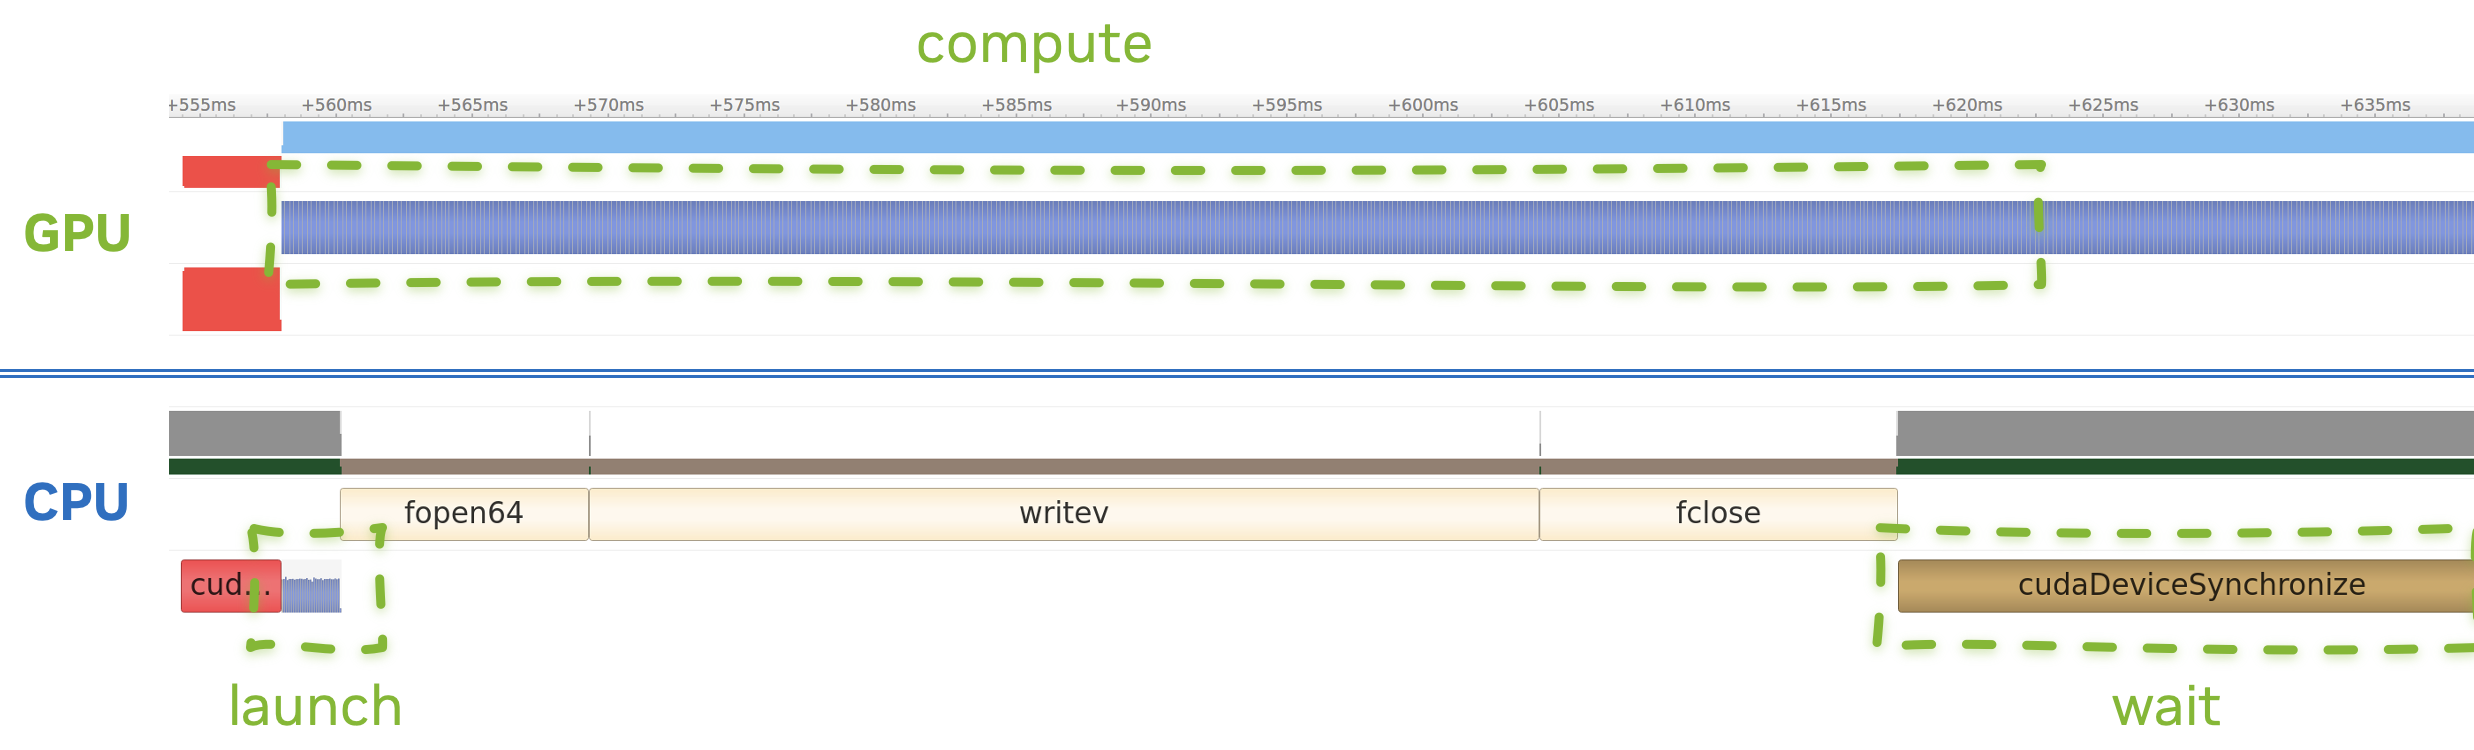 compute
+555ms +560ms +565ms +570ms +575ms +580ms +585ms +590ms +595ms +600ms +605ms +610ms +615ms +620ms +625ms +630ms +635ms
GPU
CPU
fopen64 writev fclose
cud... cudaDeviceSynchronize
launch wait